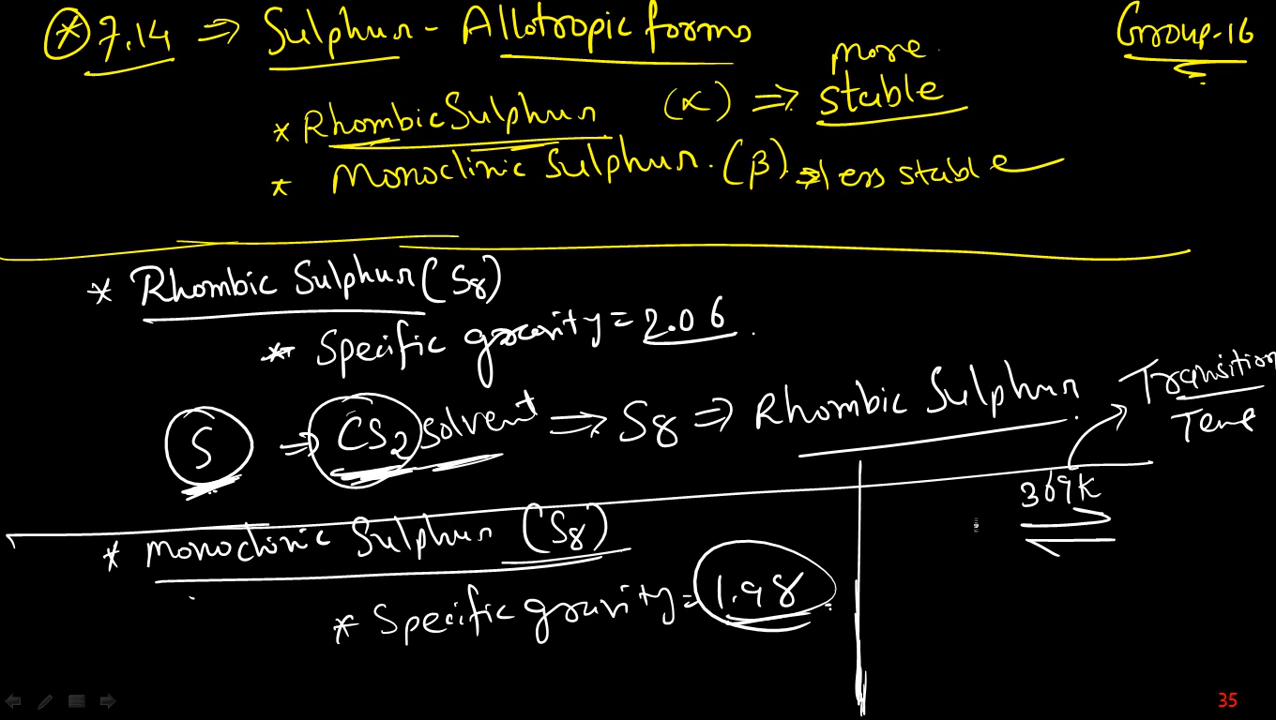 * 7.14 ⇒ Sulphur - Allotropic forms
Group-16
* Rhombic Sulphur (α) ⇒ more stable
* Monoclinic Sulphur. (β) ⇒ less stable
* Rhombic Sulphur (S8)
* Specific gravity = 2.06
S ⇒ CS2 solvent ⇒ S8 ⇒ Rhombic Sulphur
Transition
Temp
369K
* Monoclinic Sulphur (S8)
* Specific gravity = 1.98
35